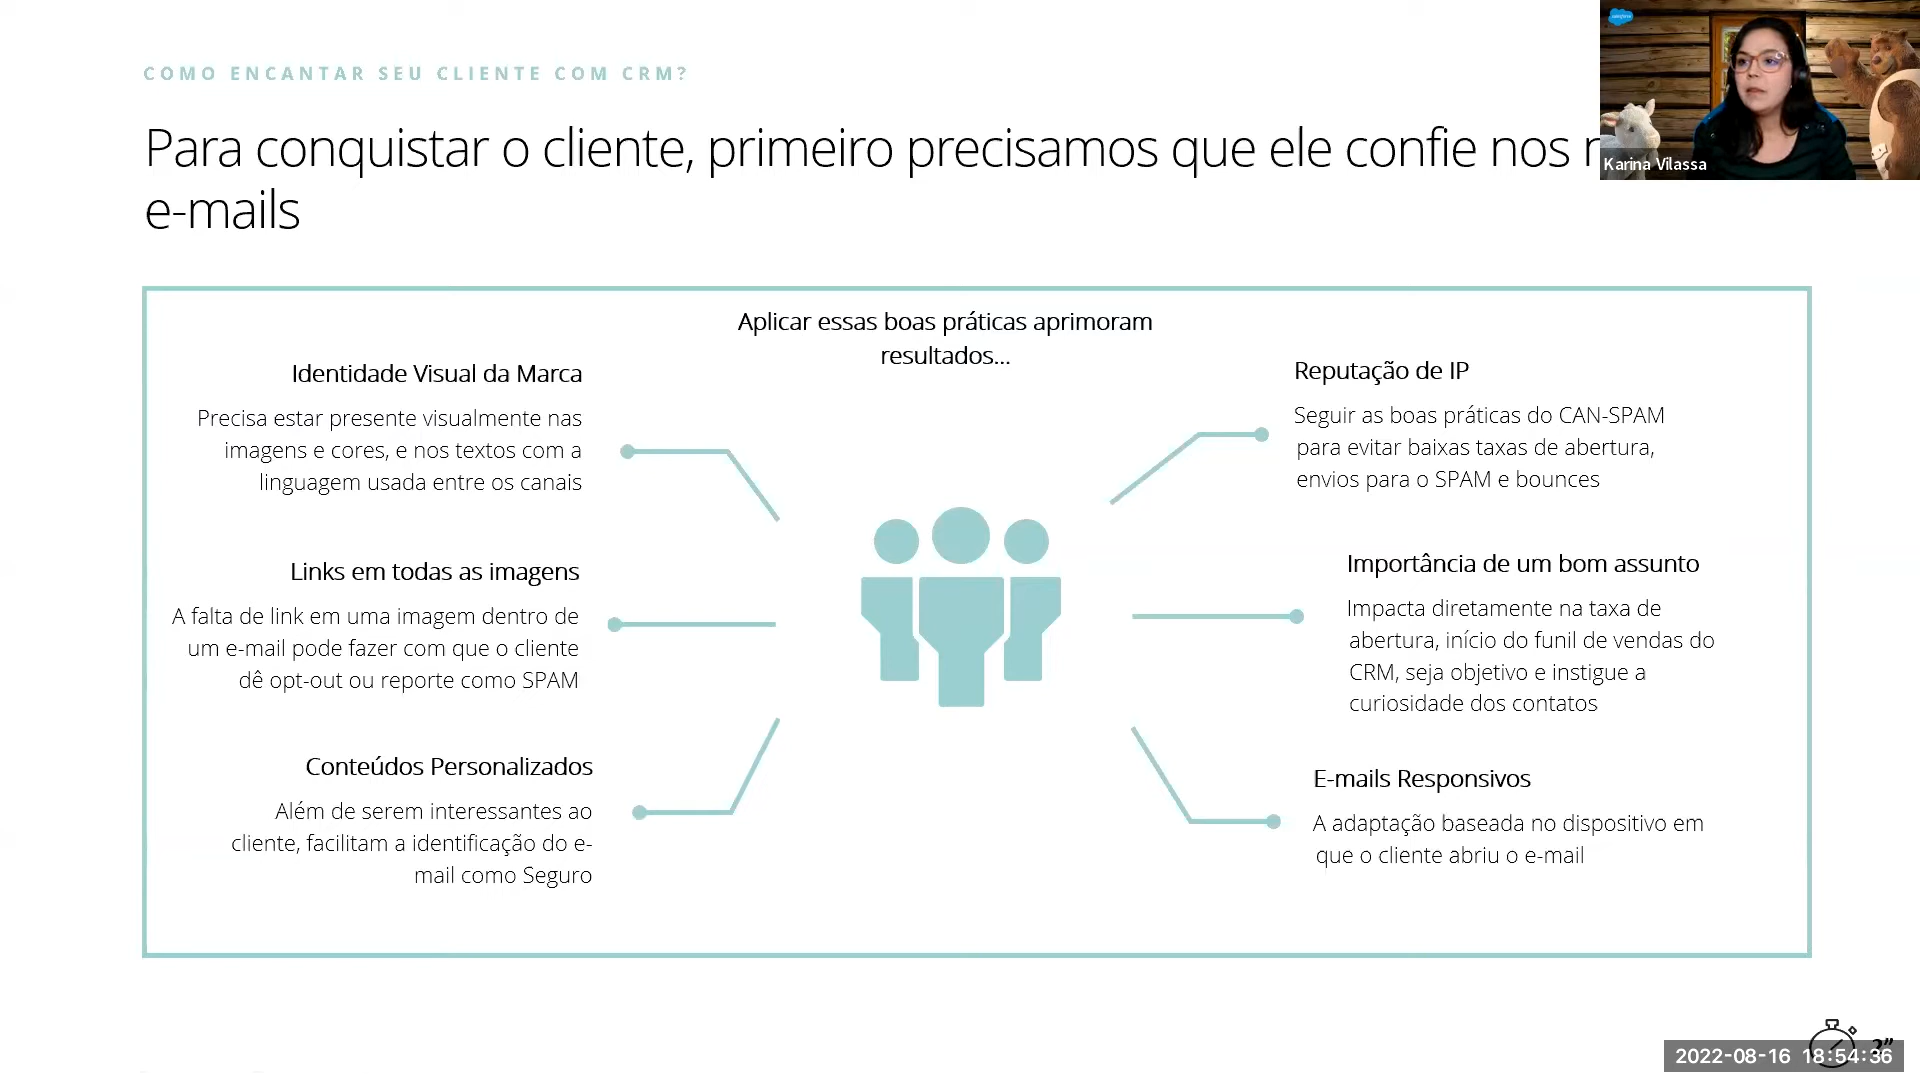 COMO ENCANTAR SEU CLIENTE COM CRM?
Para conquistar o cliente, primeiro precisamos que ele confie nos
e-mails
Karina Vilassa
Aplicar essas boas práticas aprimoram
resultados...
Identidade Visual da Marca
Precisa estar presente visualmente nas
imagens e cores, e nos textos com a
linguagem usada entre os canais
Links em todas as imagens
A falta de link em uma imagem dentro de
um e-mail pode fazer com que o cliente
dê opt-out ou reporte como SPAM
Conteúdos Personalizados
Além de serem interessantes ao
cliente, facilitam a identificação do e-
mail como Seguro
Reputação de IP
Seguir as boas práticas do CAN-SPAM
para evitar baixas taxas de abertura,
envios para o SPAM e bounces
Importância de um bom assunto
Impacta diretamente na taxa de
abertura, início do funil de vendas do
CRM, seja objetivo e instigue a
curiosidade dos contatos
E-mails Responsivos
A adaptação baseada no dispositivo em
que o cliente abriu o e-mail
2022-08-16 18:54:36